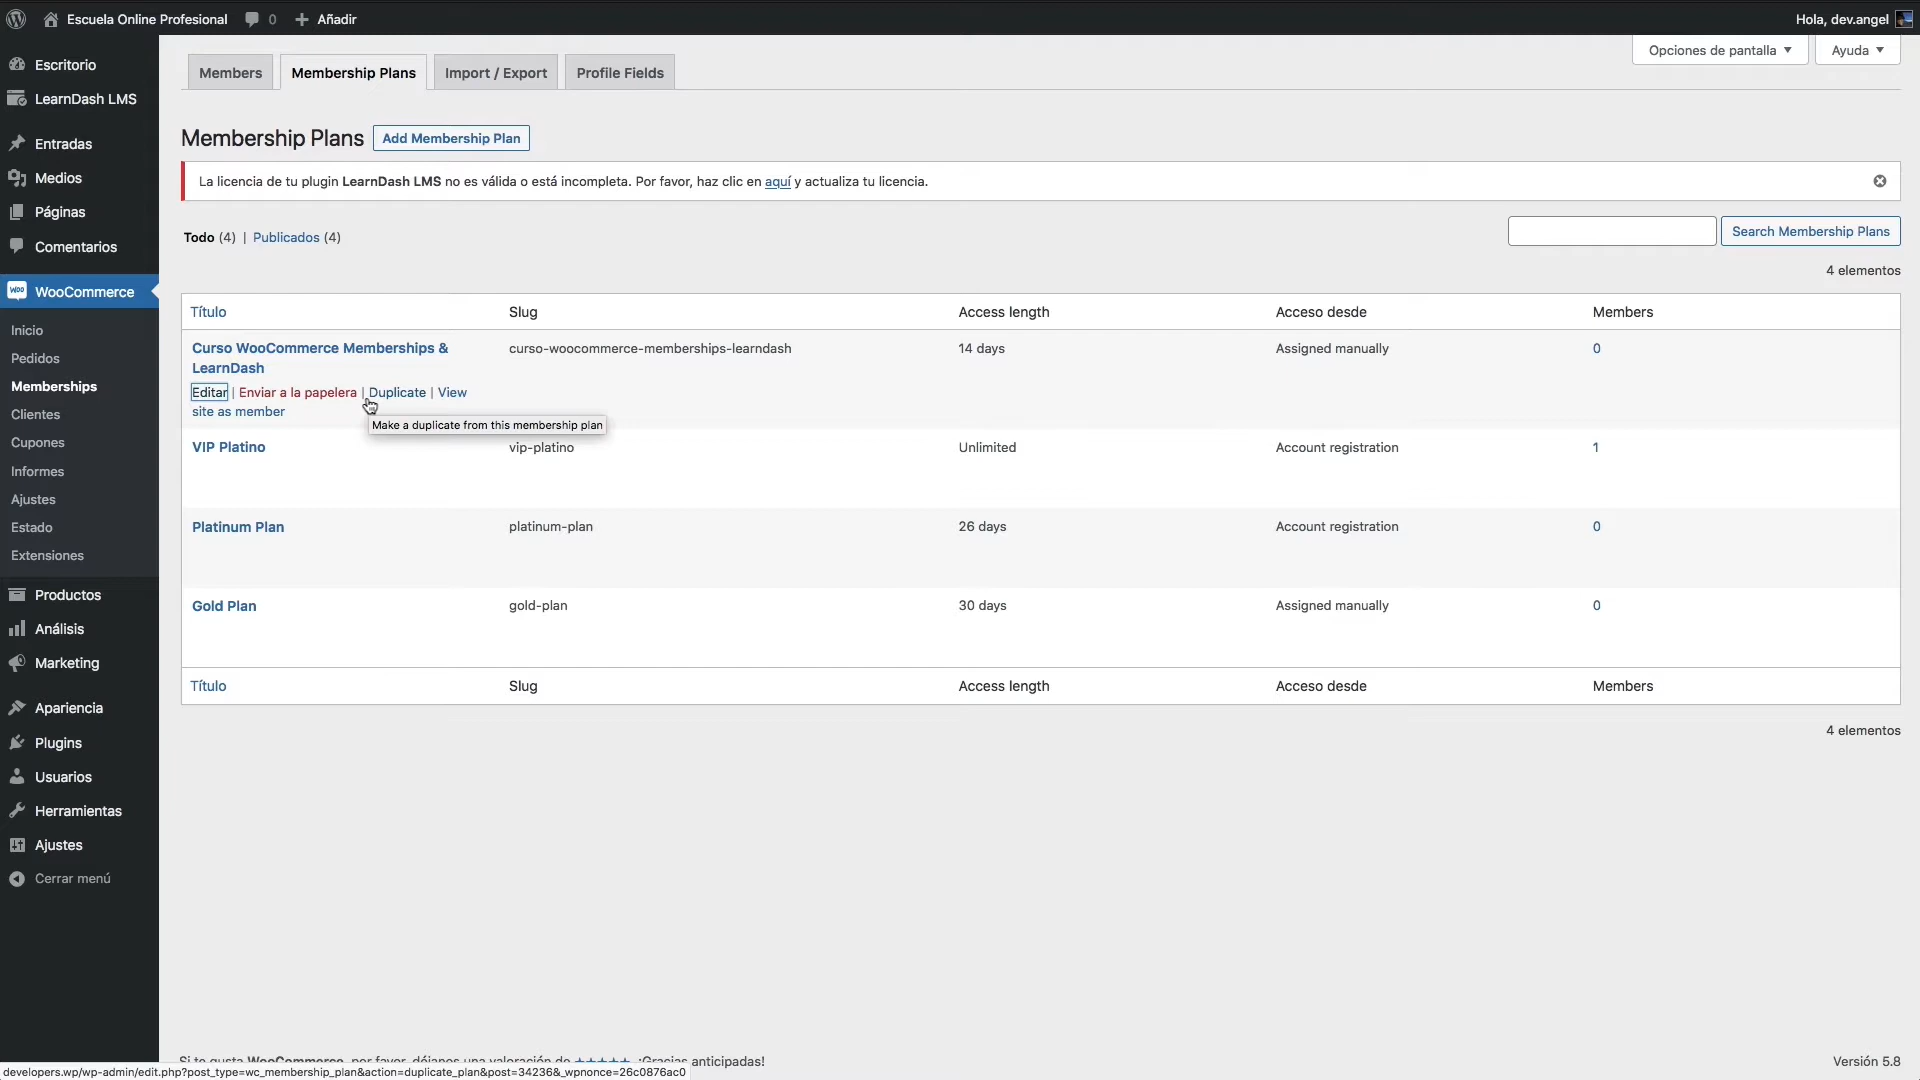 Escuela Online Profesional 0 Añadir Hola, dev.angel
Opciones de pantalla Ayuda
Escritorio
LearnDash LMS
Entradas
Medios
Páginas
Comentarios
WooCommerce
Inicio
Pedidos
Memberships
Clientes
Cupones
Informes
Ajustes
Estado
Extensiones
Productos
Análisis
Marketing
Apariencia
Plugins
Usuarios
Herramientas
Ajustes
Cerrar menú
Members Membership Plans Import / Export Profile Fields
Membership Plans Add Membership Plan
La licencia de tu plugin LearnDash LMS no es válida o está incompleta. Por favor, haz clic en aquí y actualiza tu licencia.
Todo (4) | Publicados (4)
Search Membership Plans
4 elementos
Título Slug Access length Acceso desde Members
Curso WooCommerce Memberships & curso-woocommerce-memberships-learndash 14 days Assigned manually 0
LearnDash
Editar | Enviar a la papelera | Duplicate | View
site as member
Make a duplicate from this membership plan
VIP Platino vip-platino Unlimited Account registration 1
Platinum Plan platinum-plan 26 days Account registration 0
Gold Plan gold-plan 30 days Assigned manually 0
Título Slug Access length Acceso desde Members
4 elementos
Si te gusta WooCommerce, por favor, déjanos una valoración de ★★★★★. ¡Gracias anticipadas! Versión 5.8
developers.wp/wp-admin/edit.php?post_type=wc_membership_plan&action=duplicate_plan&post=34236&_wpnonce=26c0876ac0